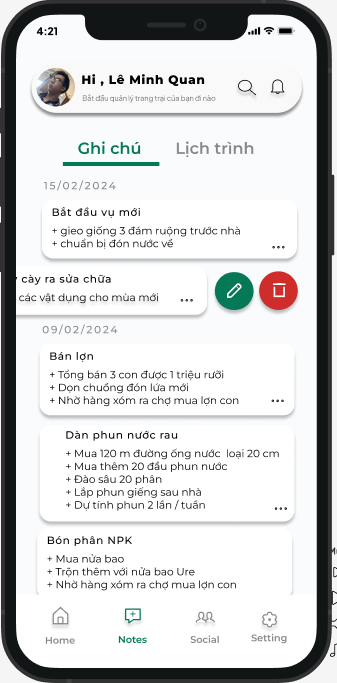 4:21
Hi , Lê Minh Quan
Bắt đầu quản lý trang trại của bạn đi nào
Ghi chú
Lịch trình
15/02/2024
Bắt đầu vụ mới
+ gieo giống 3 đám ruộng trước nhà
+ chuẩn bị đón nước về
...
cày ra sửa chữa
các vật dụng cho mùa mới
...
09/02/2024
Bán lợn
+ Tổng bán 3 con được 1 triệu rưỡi
+ Dọn chuồng đón lứa mới
+ Nhờ hàng xóm ra chợ mua lợn con
...
Dàn phun nước rau
+ Mua 120 m đường ống nước loại 20 cm
+ Mua thêm 20 đầu phun nước
+ Đào sâu 20 phân
+ Lắp phun giếng sau nhà
+ Dự tính phun 2 lần / tuần
...
Bón phân NPK
+ Mua nửa bao
+ Trộn thêm với nửa bao Ure
+ Nhờ hàng xóm ra chợ mua lợn con
Home
Notes
Social
Setting